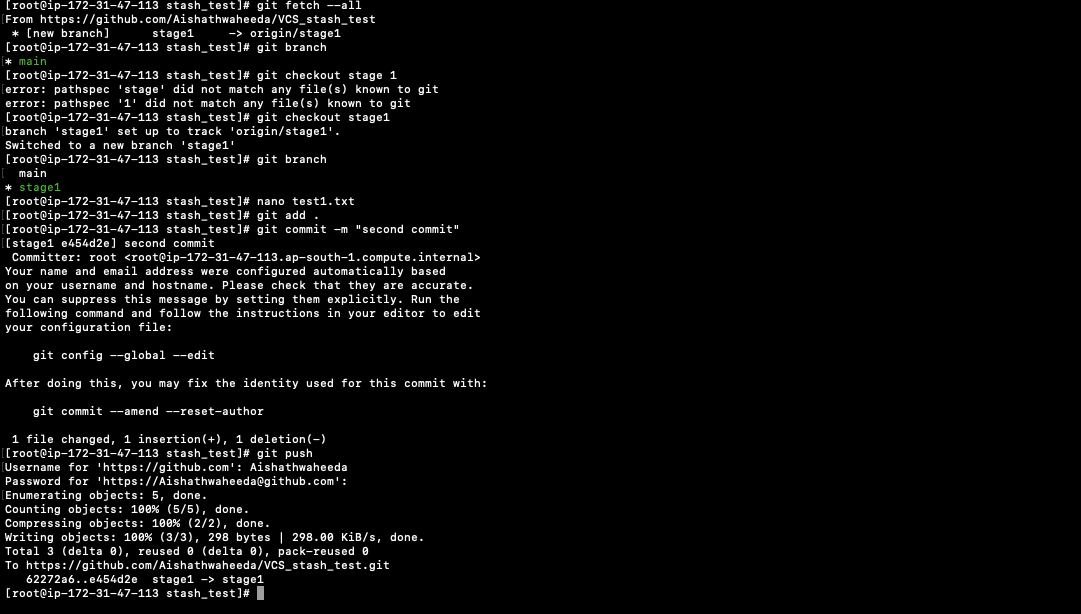 [root@ip-172-31-47-113 stash_test]# git fetch --all
From https://github.com/Aishathwaheeda/VCS_stash_test
 * [new branch]      stage1     -> origin/stage1
[root@ip-172-31-47-113 stash_test]# git branch
* main
[root@ip-172-31-47-113 stash_test]# git checkout stage 1
error: pathspec 'stage' did not match any file(s) known to git
error: pathspec '1' did not match any file(s) known to git
[root@ip-172-31-47-113 stash_test]# git checkout stage1
branch 'stage1' set up to track 'origin/stage1'.
Switched to a new branch 'stage1'
[root@ip-172-31-47-113 stash_test]# git branch
  main
* stage1
[root@ip-172-31-47-113 stash_test]# nano test1.txt
[root@ip-172-31-47-113 stash_test]# git add .
[root@ip-172-31-47-113 stash_test]# git commit -m "second commit"
[stage1 e454d2e] second commit
 Committer: root <root@ip-172-31-47-113.ap-south-1.compute.internal>
Your name and email address were configured automatically based
on your username and hostname. Please check that they are accurate.
You can suppress this message by setting them explicitly. Run the
following command and follow the instructions in your editor to edit
your configuration file:

    git config --global --edit

After doing this, you may fix the identity used for this commit with:

    git commit --amend --reset-author

 1 file changed, 1 insertion(+), 1 deletion(-)
[root@ip-172-31-47-113 stash_test]# git push
Username for 'https://github.com': Aishathwaheeda
Password for 'https://Aishathwaheeda@github.com':
Enumerating objects: 5, done.
Counting objects: 100% (5/5), done.
Compressing objects: 100% (2/2), done.
Writing objects: 100% (3/3), 298 bytes | 298.00 KiB/s, done.
Total 3 (delta 0), reused 0 (delta 0), pack-reused 0
To https://github.com/Aishathwaheeda/VCS_stash_test.git
   62272a6..e454d2e  stage1 -> stage1
[root@ip-172-31-47-113 stash_test]#